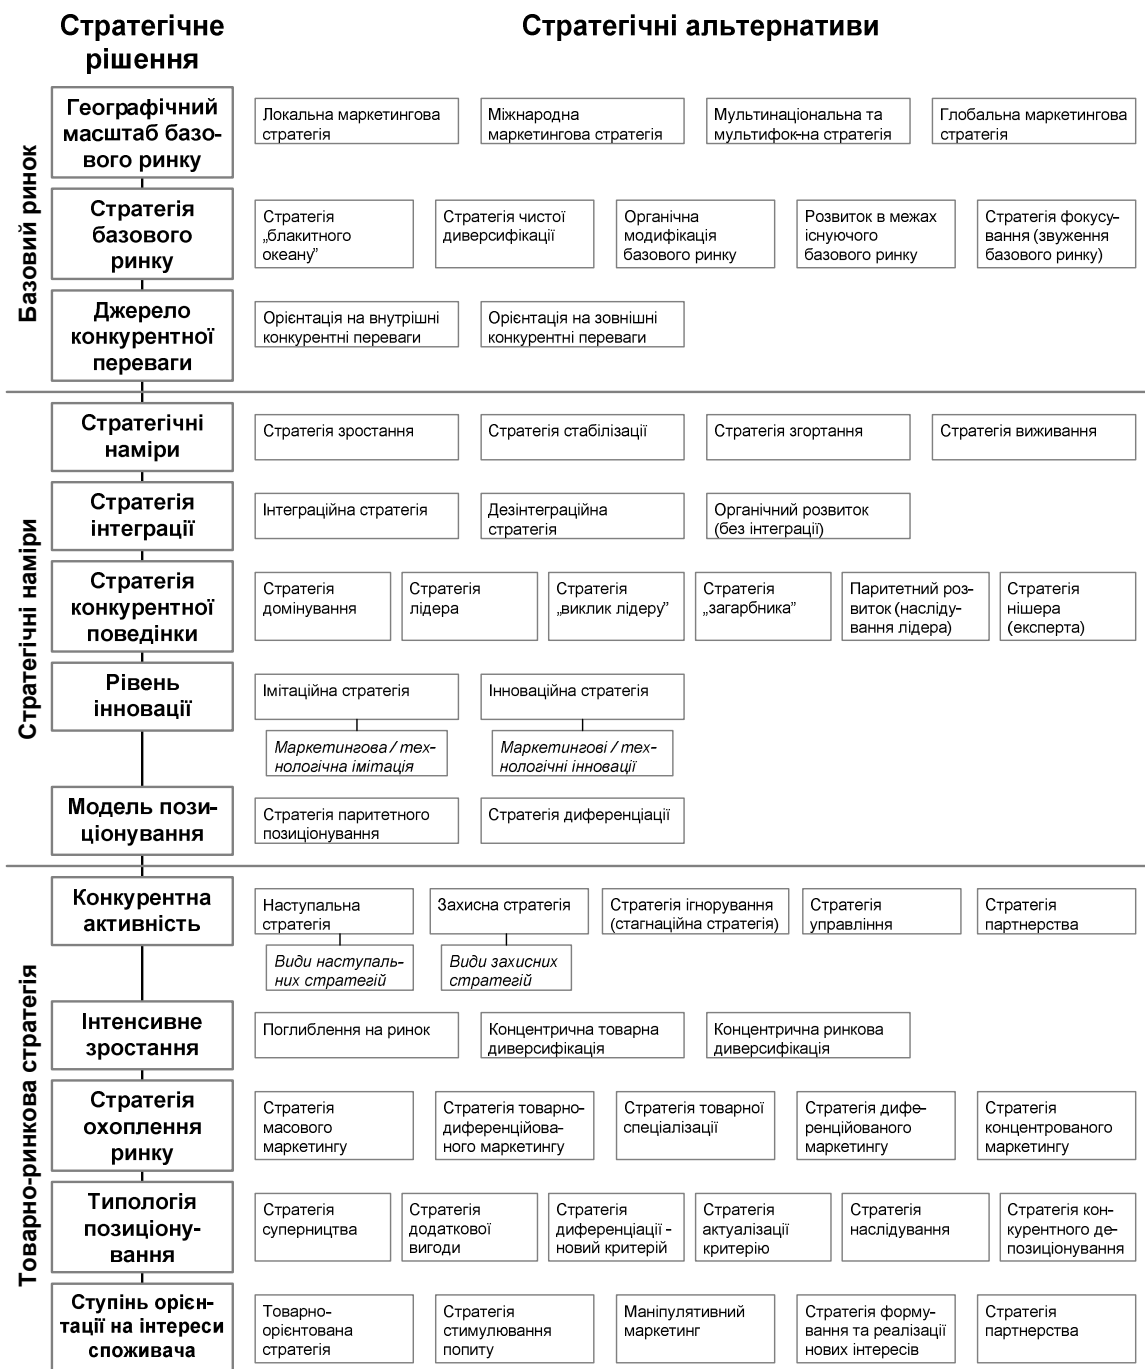 Стратегічне
рішення
Стратегічні альтернативи
Базовий ринок
Географічний
масштаб базо-
вого ринку
Локальна маркетингова
стратегія
Міжнародна
маркетингова стратегія
Мультинаціональна та
мультифок-на стратегія
Глобальна маркетингова
стратегія
Стратегія
базового
ринку
Стратегія
„блакитного
океану”
Стратегія чистої
диверсифікації
Органічна
модифікація
базового ринку
Розвиток в межах
існуючого
базового ринку
Стратегія фокусу-
вання (звуження
базового ринку)
Джерело
конкурентної
переваги
Орієнтація на внутрішні
конкурентні переваги
Орієнтація на зовнішні
конкурентні переваги
Стратегічні наміри
Стратегічні
наміри
Стратегія зростання
Стратегія стабілізації
Стратегія згортання
Стратегія виживання
Стратегія
інтеграції
Інтеграційна стратегія
Дезінтеграційна
стратегія
Органічний розвиток
(без інтеграції)
Стратегія
конкурентної
поведінки
Стратегія
домінування
Стратегія
лідера
Стратегія
„виклик лідеру”
Стратегія
„загарбника”
Паритетний роз-
виток (насліду-
вання лідера)
Стратегія
нішера
(експерта)
Рівень
інновації
Імітаційна стратегія
Інноваційна стратегія
Маркетингова / тех-
нологічна імітація
Маркетингові / тех-
нологічні інновації
Модель пози-
ціонування
Стратегія паритетного
позиціонування
Стратегія диференціації
Товарно-ринкова стратегія
Конкурентна
активність
Наступальна
стратегія
Захисна стратегія
Стратегія ігнорування
(стагнаційна стратегія)
Стратегія
управління
Стратегія
партнерства
Види наступаль-
них стратегій
Види захисних
стратегій
Інтенсивне
зростання
Поглиблення на ринок
Концентрична товарна
диверсифікація
Концентрична ринкова
диверсифікація
Стратегія
охоплення
ринку
Стратегія
масового
маркетингу
Стратегія товарно-
диференційова-
ного маркетингу
Стратегія товарної
спеціалізації
Стратегія дифе-
ренційованого
маркетингу
Стратегія
концентрованого
маркетингу
Типологія
позиціону-
вання
Стратегія
суперництва
Стратегія
додаткової
вигоди
Стратегія
диференціації -
новий критерій
Стратегія
актуалізації
критерію
Стратегія
наслідування
Стратегія кон-
курентного де-
позиціонування
Ступінь орієн-
тації на інтереси
споживача
Товарно-
орієнтована
стратегія
Стратегія
стимулювання
попиту
Маніпулятивний
маркетинг
Стратегія форму-
вання та реалізації
нових інтересів
Стратегія
партнерства